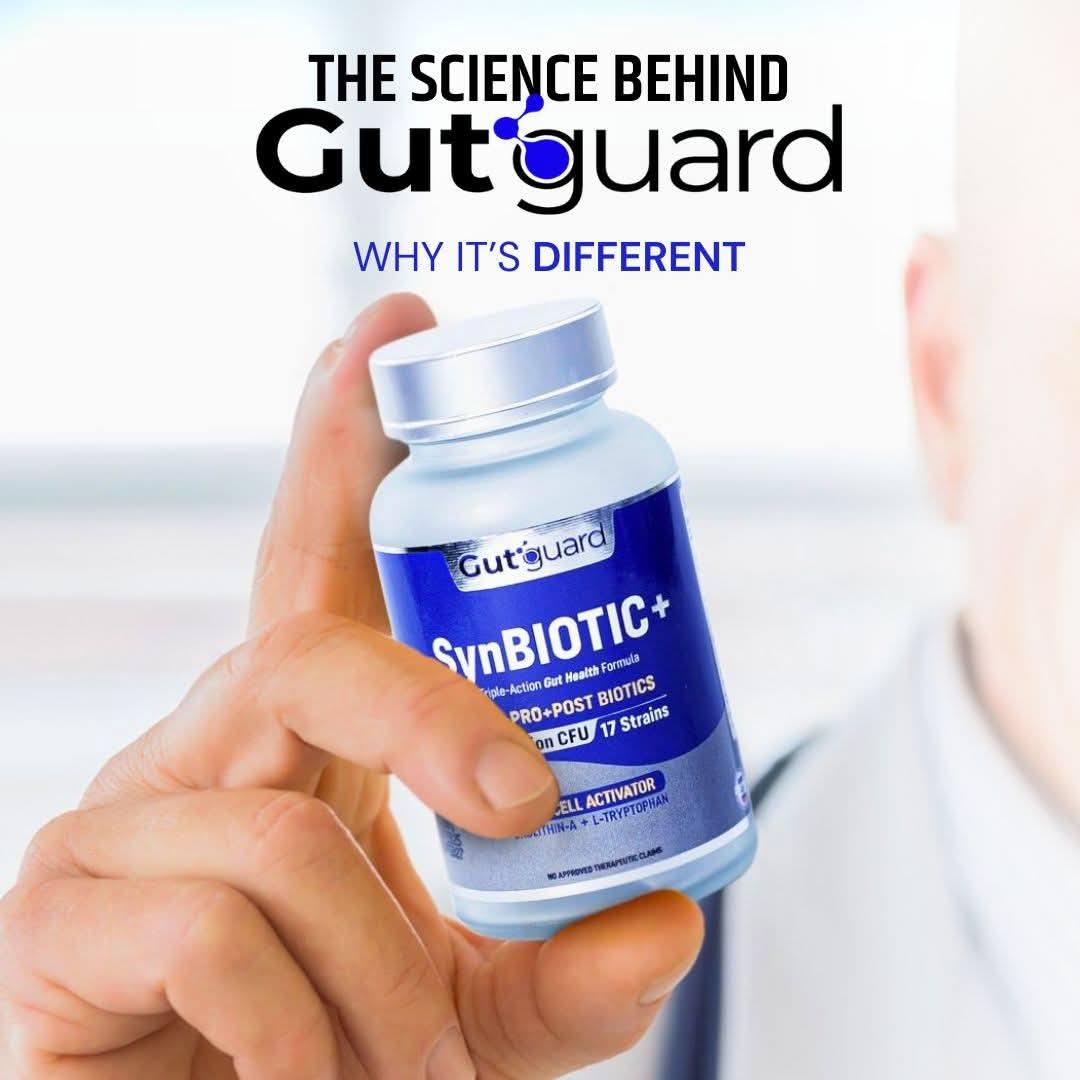 THE SCIENCE BEHIND
Gutguard
WHY IT'S DIFFERENT
Gutguard
SynBIOTIC+
Triple-Action Gut Health Formula
PRO+POST BIOTICS
CFU 17 Strains
CELL ACTIVATOR
+ L-TRYPTOPHAN
NO APPROVED THERAPEUTIC CLAIMS